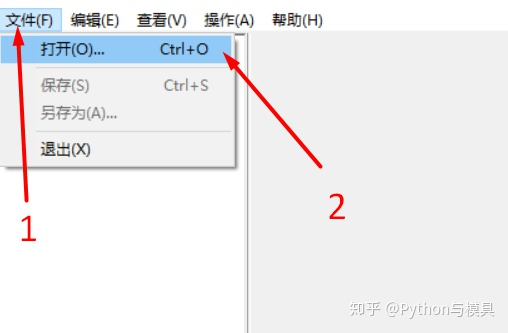 文件(F) 编辑(E) 查看(V) 操作(A) 帮助(H)
打开(O)... Ctrl+O
保存(S) Ctrl+S
另存为(A)...
退出(X)
1
2
知乎 @Python与模具